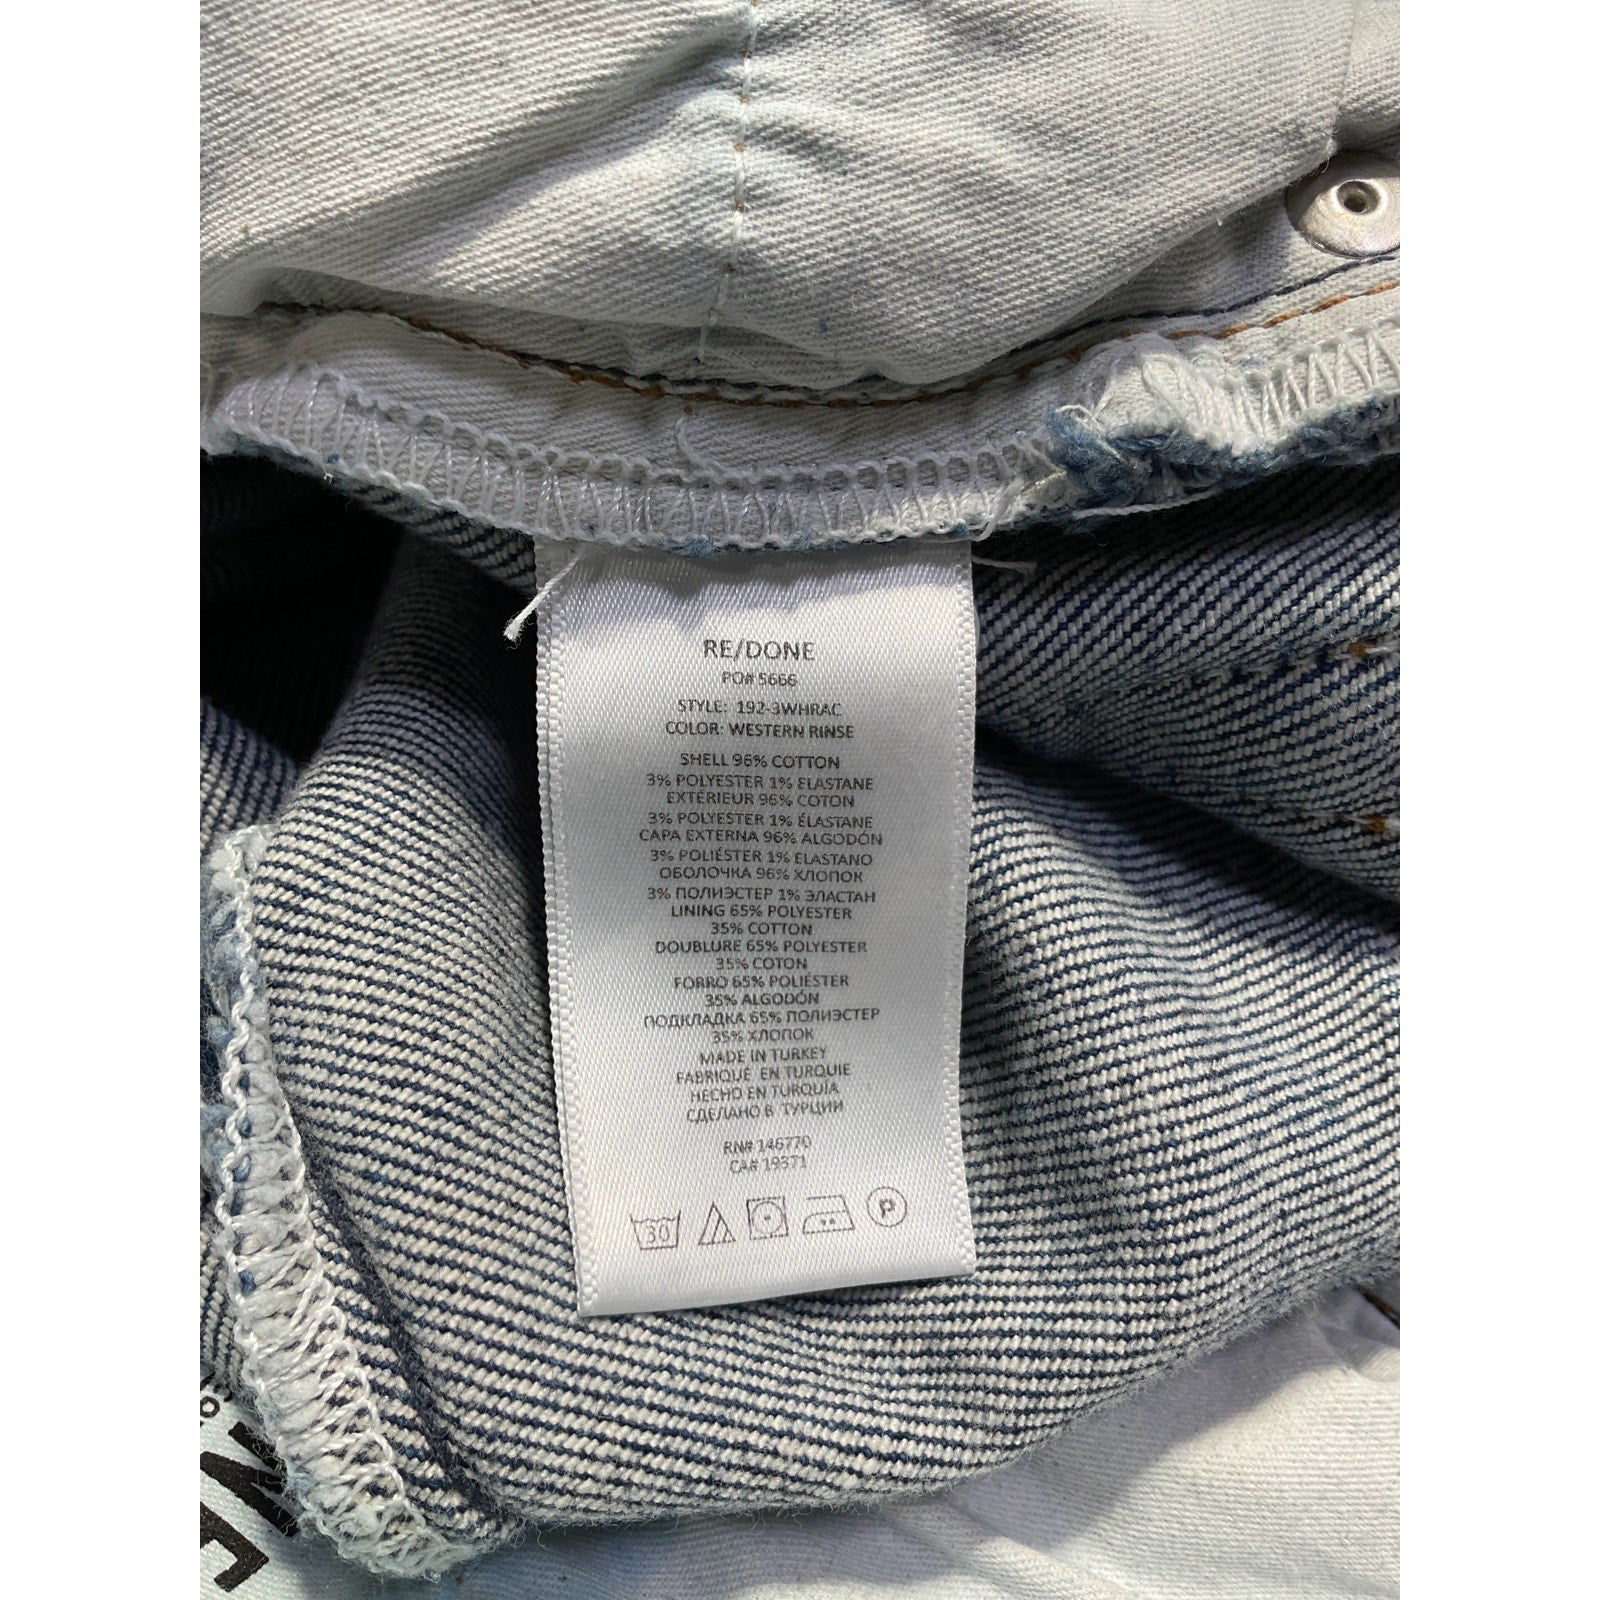 RE/DONE
PO# 5666
STYLE: 192-3WHRAC
COLOR: WESTERN RINSE
SHELL 96% COTTON
3% POLYESTER 1% ELASTANE
EXTÉRIEUR 96% COTON
3% POLYESTER 1% ÉLASTANE
CAPA EXTERNA 96% ALGODÓN
3% POLIÉSTER 1% ELASTANO
ОБОЛОЧКА 96% ХЛОПОК
3% ПОЛИЭСТЕР 1% ЭЛАСТАН
LINING 65% POLYESTER
35% COTTON
DOUBLURE 65% POLYESTER
35% COTON
FORRO 65% POLIÉSTER
35% ALGODÓN
ПОДКЛАДКА 65% ПОЛИЭСТЕР
35% ХЛОПОК
MADE IN TURKEY
FABRIQUÉ EN TURQUIE
HECHO EN TURQUÍA
СДЕЛАНО В ТУРЦИИ
RN# 146770
CA# 19371
30 P